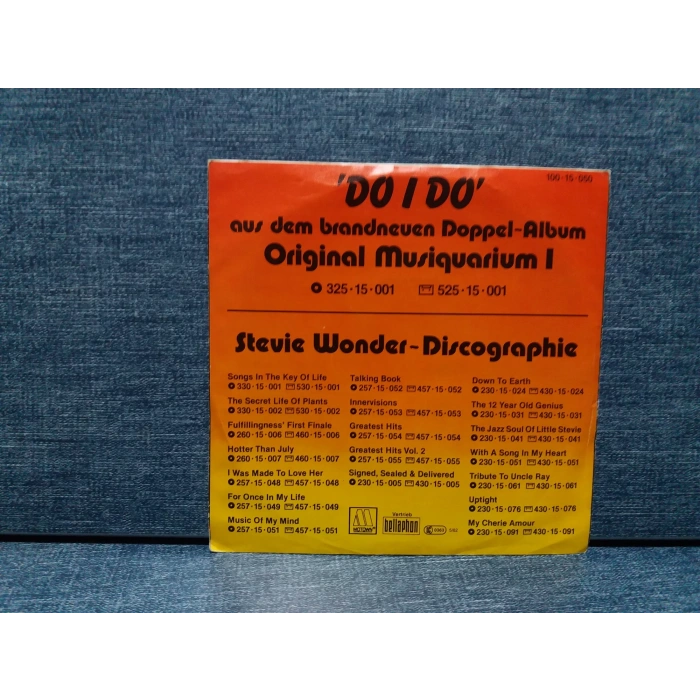 100·15·050
'DO I DO'
aus dem brandneuen Doppel-Album
Original Musiquarium I
325·15·001 525·15·001
Stevie Wonder-Discographie
Songs In The Key Of Life
330·15·001 530·15·001
The Secret Life Of Plants
330·15·002 530·15·002
Fulfillingness' First Finale
260·15·006 460·15·006
Hotter Than July
260·15·007 460·15·007
I Was Made To Love Her
257·15·048 457·15·048
For Once In My Life
257·15·049 457·15·049
Music Of My Mind
257·15·051 457·15·051
Talking Book
257·15·052 457·15·052
Innervisions
257·15·053 457·15·053
Greatest Hits
257·15·054 457·15·054
Greatest Hits Vol. 2
257·15·055 457·15·055
Signed, Sealed & Delivered
230·15·005 430·15·005
Down To Earth
230·15·024 430·15·024
The 12 Year Old Genius
230·15·031 430·15·031
The Jazz Soul Of Little Stevie
230·15·041 430·15·041
With A Song In My Heart
230·15·051 430·15·051
Tribute To Uncle Ray
230·15·061 430·15·061
Uptight
230·15·076 430·15·076
My Cherie Amour
230·15·091 430·15·091
MOTOWN
Vertrieb
bellaphon